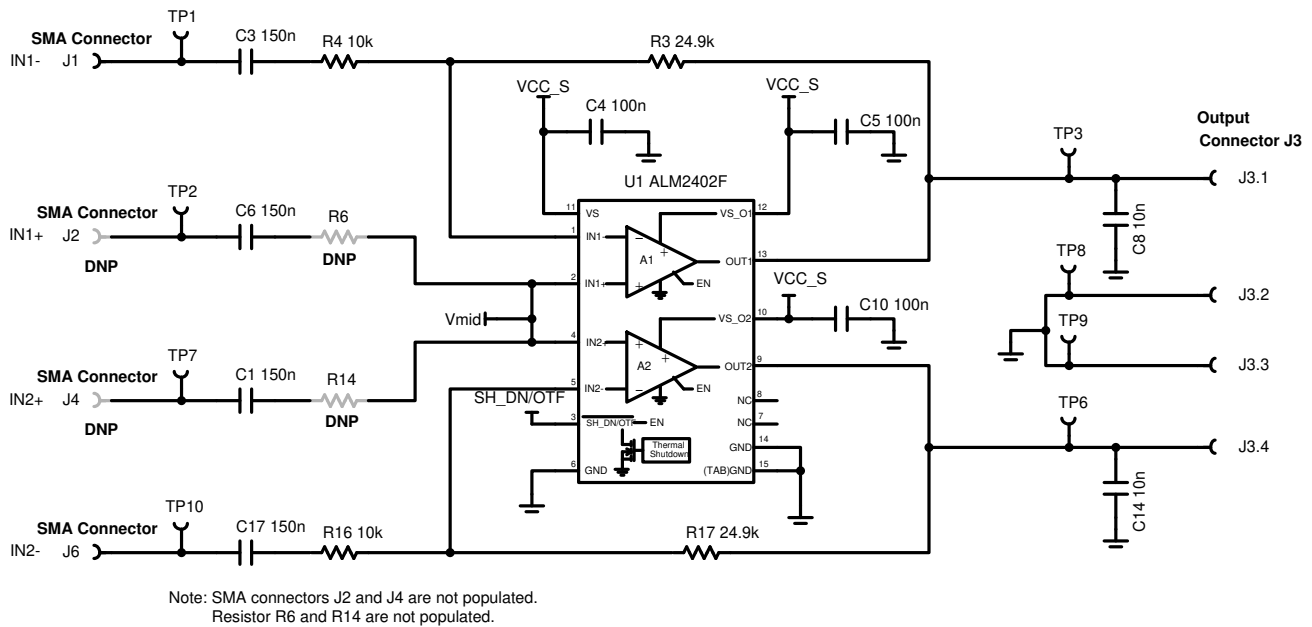 TP1
SMA Connector
IN1- J1
C3 150n
R4 10k
R3 24.9k
VCC_S
C4 100n
VCC_S
C5 100n
Output
Connector J3
TP3
J3.1
C8 10n
TP2
SMA Connector
IN1+ J2
DNP
C6 150n
R6
DNP
U1 ALM2402F
11 VS
VS_O1 12
1 IN1-
A1
OUT1 13
EN
2 IN1+
VCC_S
C10 100n
VS_O2 10
Vmid
4 IN2+
A2
OUT2 9
EN
5 IN2-
TP8
J3.2
TP9
J3.3
TP7
SMA Connector
IN2+ J4
DNP
C1 150n
R14
DNP
SH_DN/OTF
3 SH_DN/OTF EN
NC 8
NC 7
Thermal
Shutdown
GND 14
6 GND
(TAB)GND 15
TP6
J3.4
C14 10n
TP10
SMA Connector
IN2- J6
C17 150n
R16 10k
R17 24.9k
Note: SMA connectors J2 and J4 are not populated.
Resistor R6 and R14 are not populated.